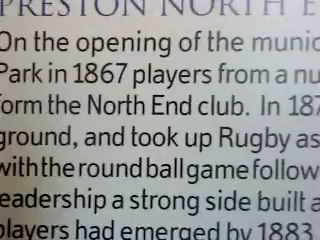 PRESTON NORTH E
On the opening of the munic
Park in 1867 players from a nu
form the North End club. In 187
ground, and took up Rugby as
with the round ball game follow
leadership a strong side built a
players had emerged by 1883